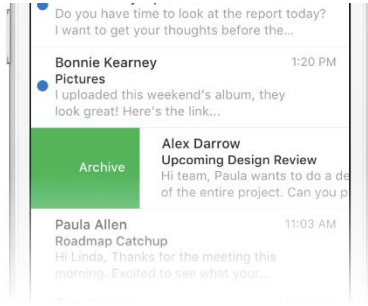 Do you have time to look at the report today?
I want to get your thoughts before the...
Bonnie Kearney 1:20 PM
Pictures
I uploaded this weekend's album, they
look great! Here's the link...
Archive
Alex Darrow
Upcoming Design Review
Hi team, Paula wants to do a de
of the entire project. Can you p
Paula Allen 11:03 AM
Roadmap Catchup
Hi Linda, Thanks for the meeting this
morning. Excited to see what your...